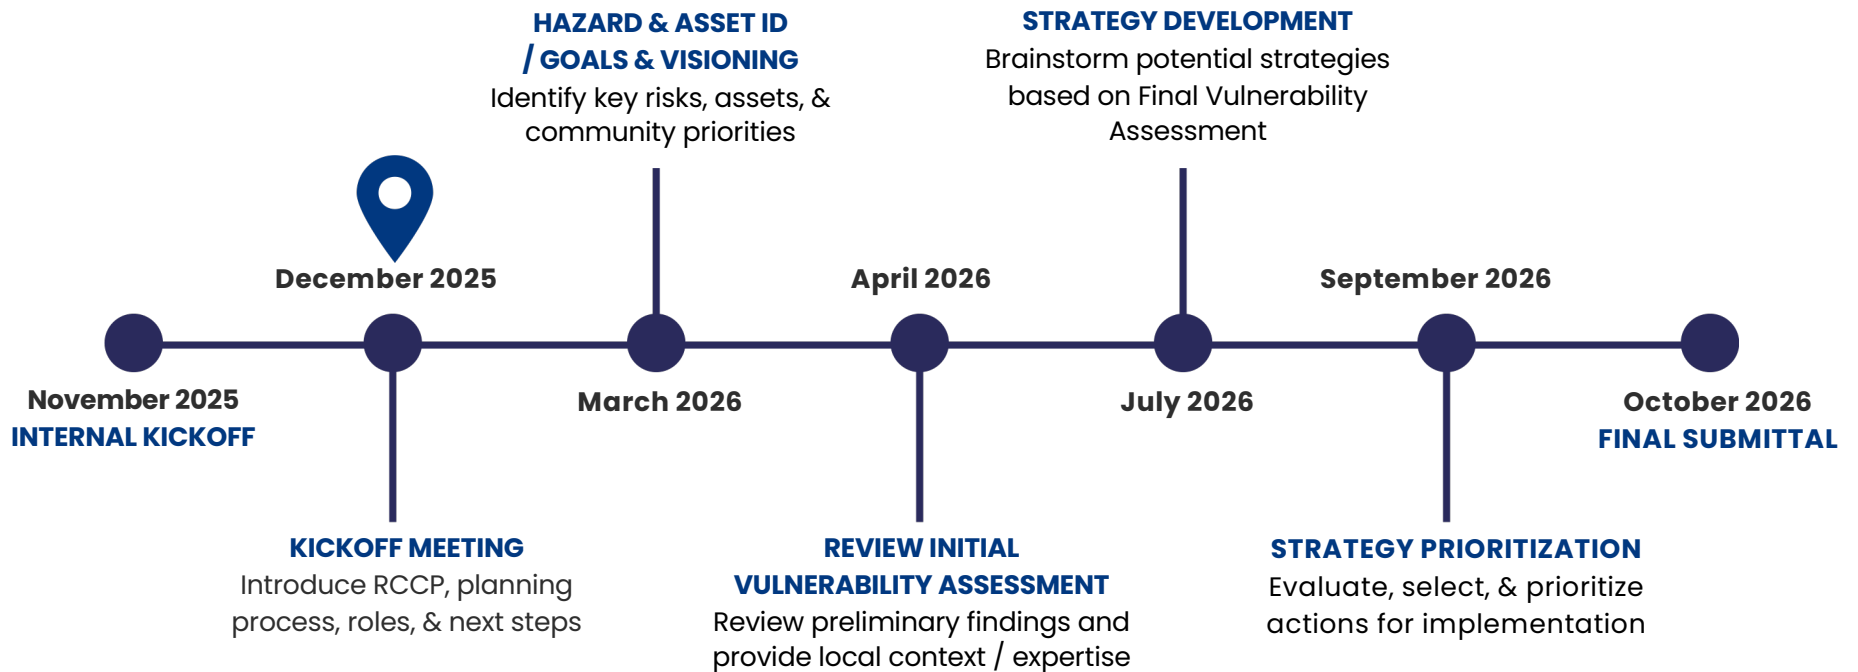 November 2025
INTERNAL KICKOFF
December 2025
KICKOFF MEETING
Introduce RCCP, planning
process, roles, & next steps
HAZARD & ASSET ID
/ GOALS & VISIONING
Identify key risks, assets, &
community priorities
March 2026
April 2026
REVIEW INITIAL
VULNERABILITY ASSESSMENT
Review preliminary findings and
provide local context / expertise
STRATEGY DEVELOPMENT
Brainstorm potential strategies
based on Final Vulnerability
Assessment
July 2026
September 2026
STRATEGY PRIORITIZATION
Evaluate, select, & prioritize
actions for implementation
October 2026
FINAL SUBMITTAL